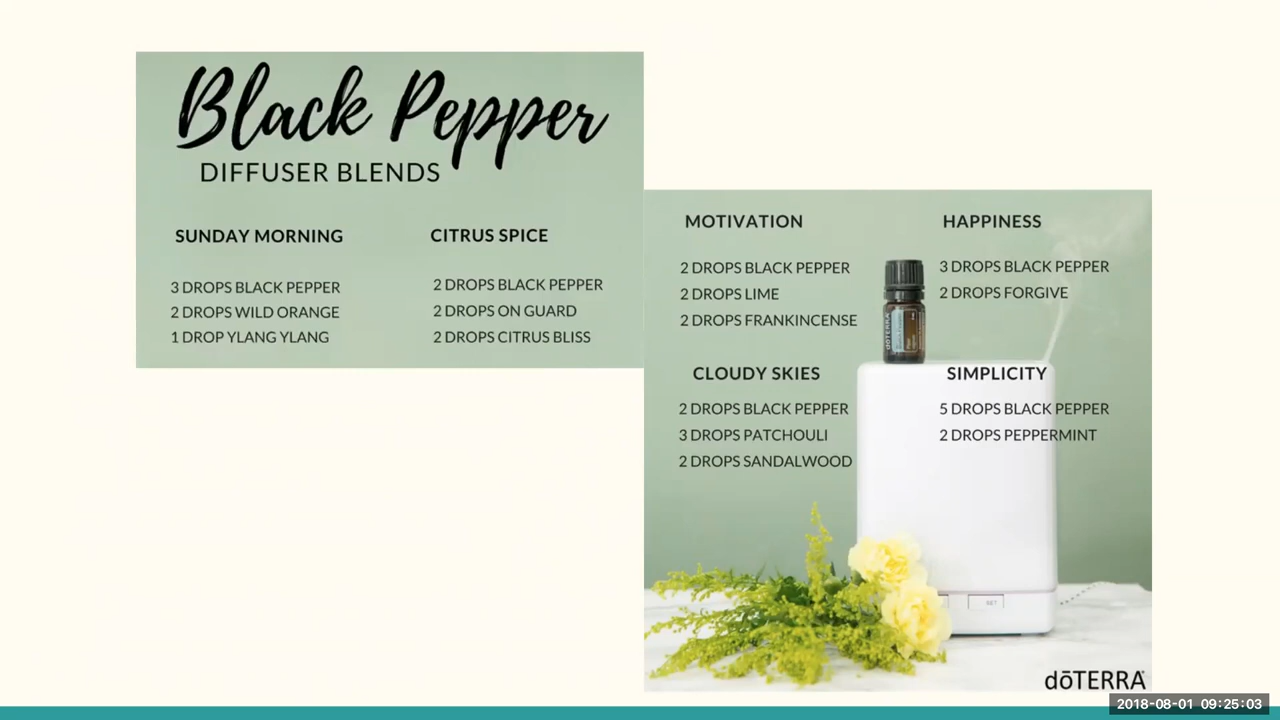 Black Pepper
DIFFUSER BLENDS
SUNDAY MORNING
3 DROPS BLACK PEPPER
2 DROPS WILD ORANGE
1 DROP YLANG YLANG
CITRUS SPICE
2 DROPS BLACK PEPPER
2 DROPS ON GUARD
2 DROPS CITRUS BLISS
MOTIVATION
2 DROPS BLACK PEPPER
2 DROPS LIME
2 DROPS FRANKINCENSE
HAPPINESS
3 DROPS BLACK PEPPER
2 DROPS FORGIVE
CLOUDY SKIES
2 DROPS BLACK PEPPER
3 DROPS PATCHOULI
2 DROPS SANDALWOOD
SIMPLICITY
5 DROPS BLACK PEPPER
2 DROPS PEPPERMINT
dōTERRA
SET
dōTERRA
2018-08-01 09:25:03